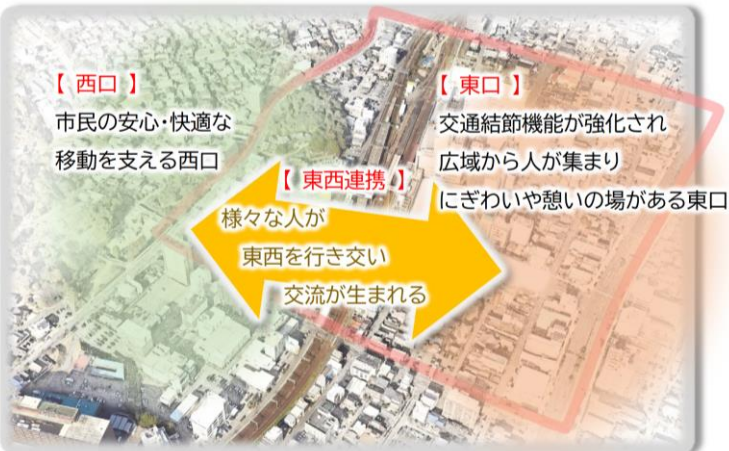 【 西口 】
市民の安心・快適な
移動を支える西口
【 東口 】
交通結節機能が強化され
広域から人が集まり
にぎわいや憩いの場がある東口
【 東西連携 】
様々な人が
東西を行き交い
交流が生まれる